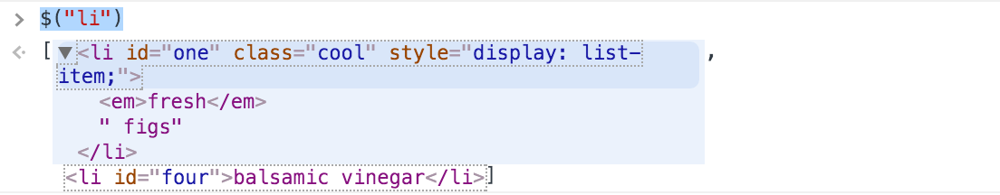 > $("li")
<· [▼<li id="one" class="cool" style="display: list-
item;">
<em>fresh</em>
" figs"
</li>
,
<li id="four">balsamic vinegar</li>]